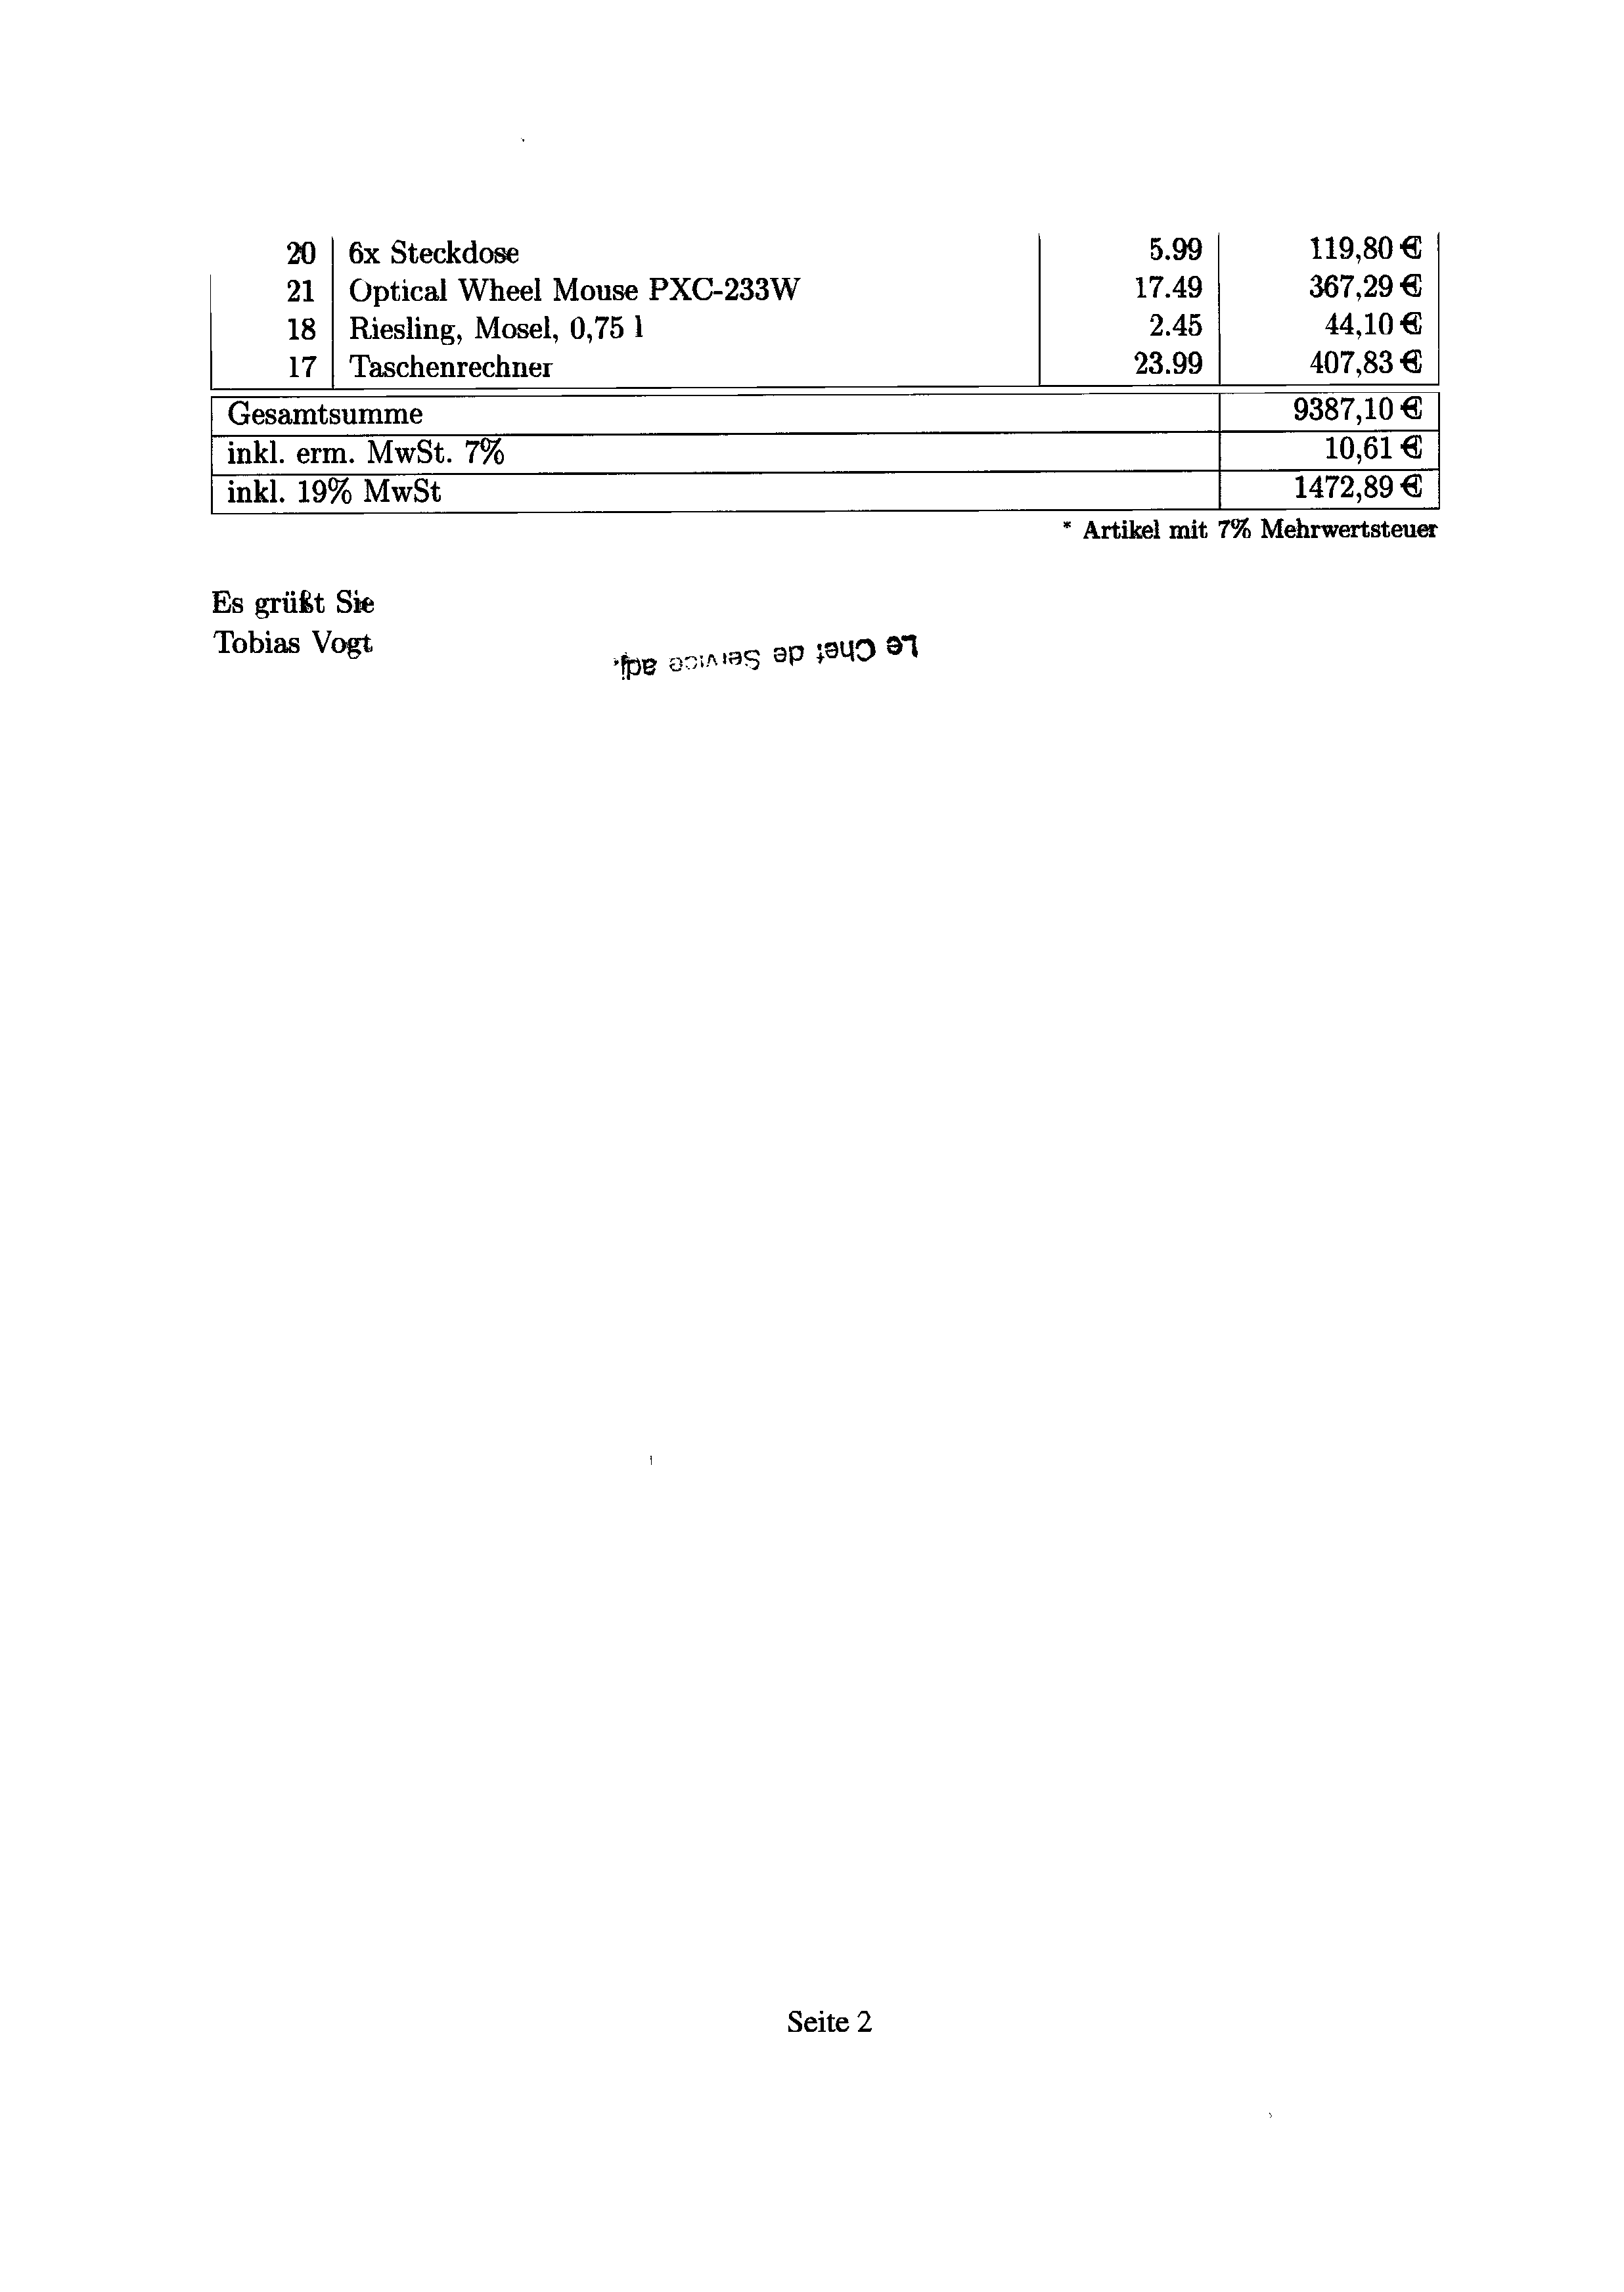 20 6x Steckdose 5.99 119,80 €
21 Optical Wheel Mouse PXC-233W 17.49 367,29 €
18 Riesling, Mosel, 0,75 l 2.45 44,10 €
17 Taschenrechner 23.99 407,83 €
Gesamtsumme 9387,10 €
inkl. erm. MwSt. 7% 10,61 €
inkl. 19% MwSt 1472,89 €
* Artikel mit 7% Mehrwertsteuer
Es grüßt Sie
Tobias Vogt
Le Chef de Service adj.
Seite 2